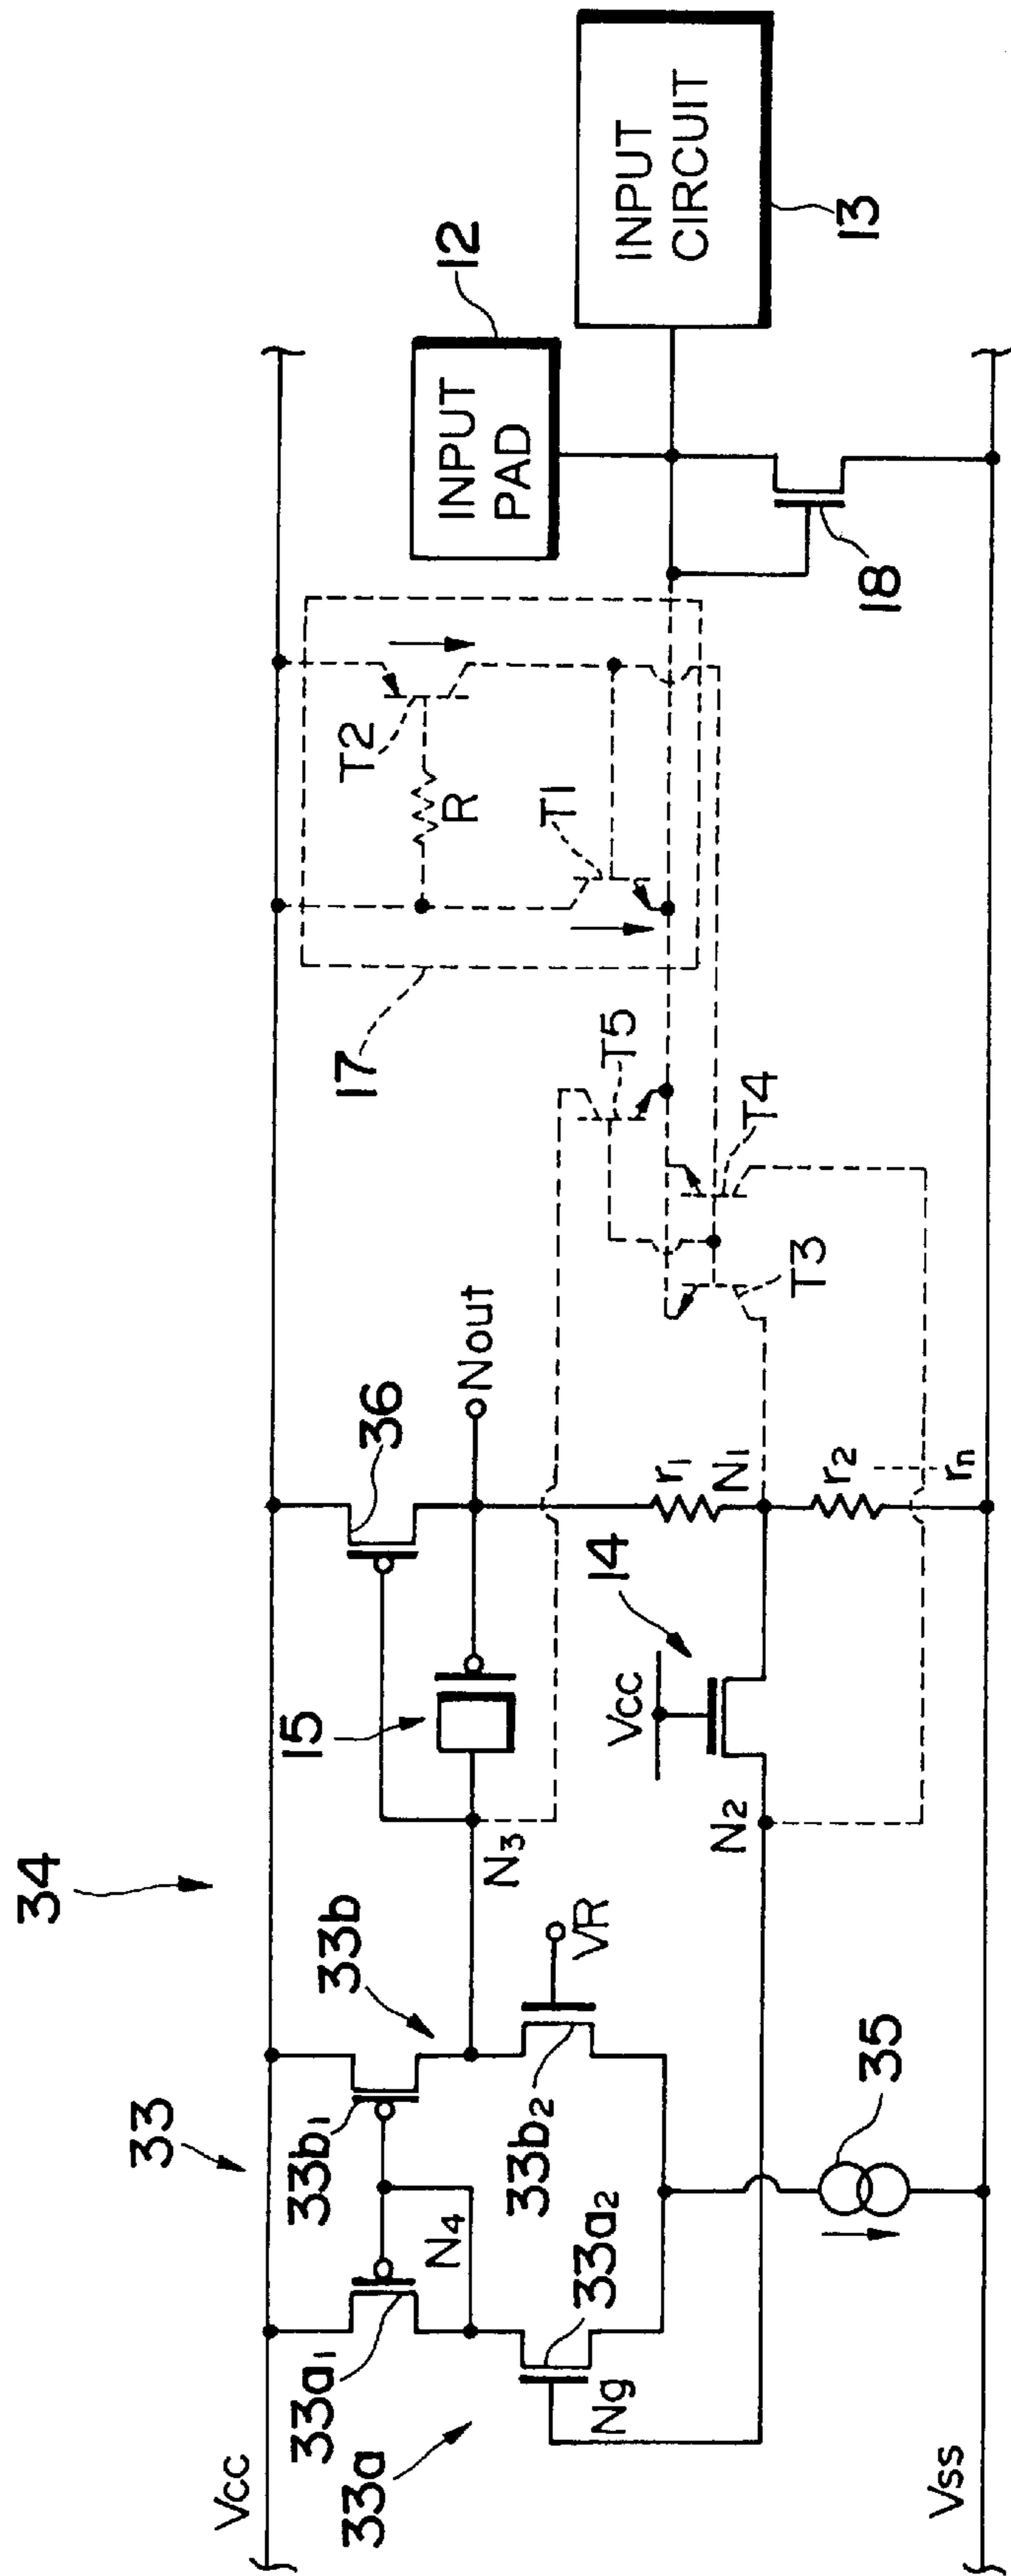 34
33
Vcc
33a1
33a
33b1
33b
N4
N3
15
36
Nout
33b2
VR
33a2
Ng
35
Vss
N2
Vcc
14
N1
r1
r2
rn
T3
T4
T5
17
T1
R
T2
INPUT
PAD
12
18
INPUT
CIRCUIT
13